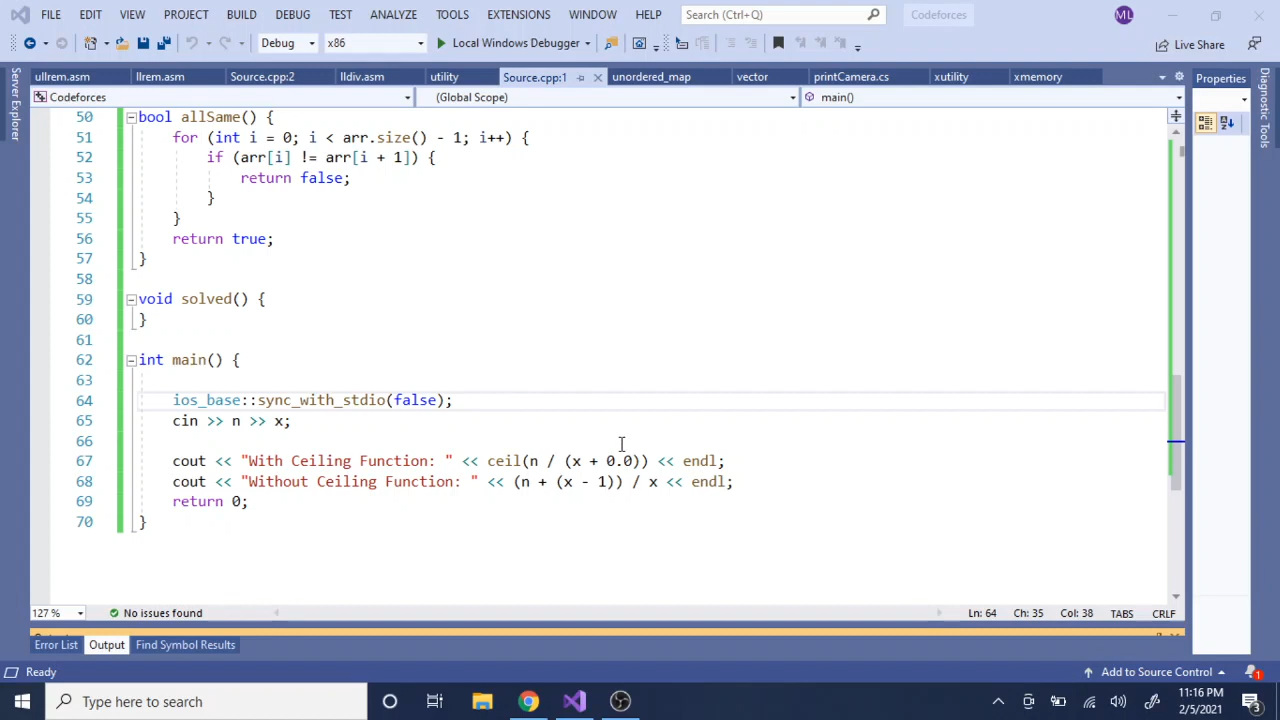 FILE EDIT VIEW PROJECT BUILD DEBUG TEST ANALYZE TOOLS EXTENSIONS WINDOW HELP Search (Ctrl+Q) Codeforces ML
Debug x86 Local Windows Debugger Live Share
ullrem.asm llrem.asm Source.cpp:2 lldiv.asm utility Source.cpp:1 unordered_map vector printCamera.cs xutility xmemory Properties
Server Explorer
Diagnostic Tools
Codeforces (Global Scope) main()
50 bool allSame() {
51 for (int i = 0; i < arr.size() - 1; i++) {
52 if (arr[i] != arr[i + 1]) {
53 return false;
54 }
55 }
56 return true;
57 }
58
59 void solved() {
60 }
61
62 int main() {
63
64 ios_base::sync_with_stdio(false);
65 cin >> n >> x;
66
67 cout << "With Ceiling Function: " << ceil(n / (x + 0.0)) << endl;
68 cout << "Without Ceiling Function: " << (n + (x - 1)) / x << endl;
69 return 0;
70 }
127 % No issues found Ln: 64 Ch: 35 Col: 38 TABS CRLF
Error List Output Find Symbol Results
Ready Add to Source Control 1
Type here to search 11:16 PM
2/5/2021 3